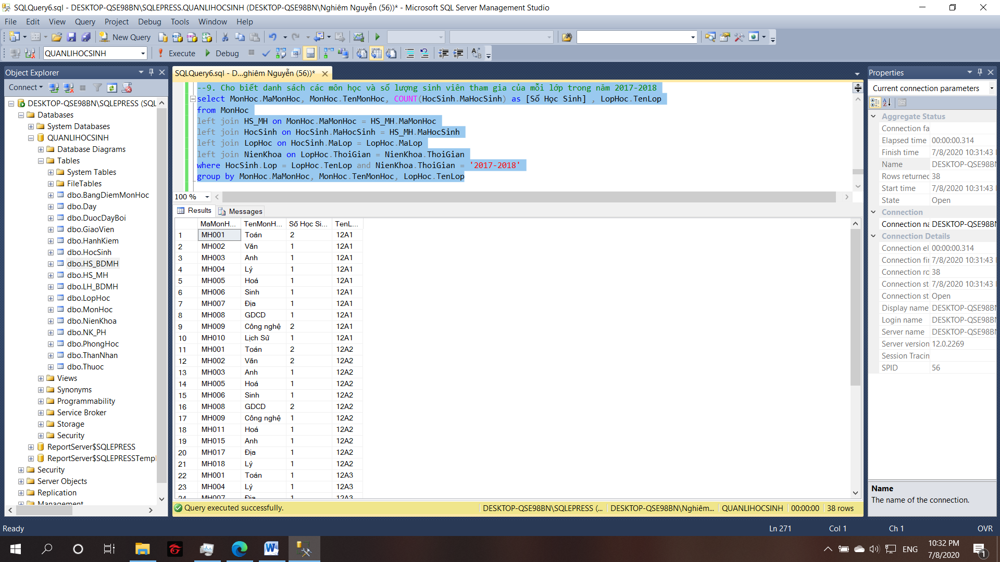 SQLQuery6.sql - DESKTOP-QSE98BN\SQLEPRESS.QUANLIHOCSINH (DESKTOP-QSE98BN\Nghiêm Nguyễn (56))* - Microsoft SQL Server Management Studio
File Edit View Query Project Debug Tools Window Help
New Query
QUANLIHOCSINH Execute Debug
Object Explorer
Connect
DESKTOP-QSE98BN\SQLEPRESS (SQL
Databases
System Databases
QUANLIHOCSINH
Database Diagrams
Tables
System Tables
FileTables
dbo.BangDiemMonHoc
dbo.Day
dbo.DuocDayBoi
dbo.GiaoVien
dbo.HanhKiem
dbo.HocSinh
dbo.HS_BDMH
dbo.HS_MH
dbo.LH_BDMH
dbo.LopHoc
dbo.MonHoc
dbo.NienKhoa
dbo.NK_PH
dbo.PhongHoc
dbo.ThanNhan
dbo.Thuoc
Views
Synonyms
Programmability
Service Broker
Storage
Security
ReportServer$SQLEPRESS
ReportServer$SQLEPRESSTemp
Security
Server Objects
Replication
Management
SQLQuery6.sql - D...ghiêm Nguyễn (56))*
--9. Cho biết danh sách các môn học và số lượng sinh viên tham gia của mỗi lớp trong năm 2017-2018
select MonHoc.MaMonHoc, MonHoc.TenMonHoc, COUNT(HocSinh.MaHocSinh) as [Số Học Sinh] , LopHoc.TenLop
from MonHoc
left join HS_MH on MonHoc.MaMonHoc = HS_MH.MaMonHoc
left join HocSinh on HocSinh.MaHocSinh = HS_MH.MaHocSinh
left join LopHoc on HocSinh.MaLop = LopHoc.MaLop
left join NienKhoa on LopHoc.ThoiGian = NienKhoa.ThoiGian
where HocSinh.Lop = LopHoc.TenLop and NienKhoa.ThoiGian = '2017-2018'
group by MonHoc.MaMonHoc, MonHoc.TenMonHoc, LopHoc.TenLop
100 %
Results Messages
MaMonH... TenMonH... Số Học Si... TenL...
1 MH001 Toán 2 12A1
2 MH002 Văn 1 12A1
3 MH003 Anh 1 12A1
4 MH004 Lý 1 12A1
5 MH005 Hoá 1 12A1
6 MH006 Sinh 1 12A1
7 MH007 Địa 1 12A1
8 MH008 GDCD 1 12A1
9 MH009 Công nghệ 2 12A1
10 MH010 Lịch Sử 1 12A1
11 MH001 Toán 2 12A2
12 MH002 Văn 2 12A2
13 MH003 Anh 1 12A2
14 MH005 Hoá 1 12A2
15 MH006 Sinh 1 12A2
16 MH008 GDCD 2 12A2
17 MH009 Công nghệ 1 12A2
18 MH011 Hoá 1 12A2
19 MH015 Anh 1 12A2
20 MH017 Địa 1 12A2
21 MH018 Lý 1 12A2
22 MH001 Toán 1 12A3
23 MH004 Lý 1 12A3
24 MH007 Địa 1 12A3
Query executed successfully. DESKTOP-QSE98BN\SQLEPRESS (... DESKTOP-QSE98BN\Nghiêm... QUANLIHOCSINH 00:00:00 38 rows
Properties
Current connection parameters
Aggregate Status
Connection fa
Elapsed time 00:00:00.314
Finish time 7/8/2020 10:31:43
Name DESKTOP-QSE98BN
Rows returned 38
Start time 7/8/2020 10:31:43
State Open
Connection
Connection na DESKTOP-QSE98BN
Connection Details
Connection el 00:00:00.314
Connection fin 7/8/2020 10:31:43
Connection ro 38
Connection st 7/8/2020 10:31:43
Connection st Open
Display name DESKTOP-QSE98BN
Login name DESKTOP-QSE98BN
Server name DESKTOP-QSE98BN
Server version 12.0.2269
Session Tracin
SPID 56
Name
The name of the connection.
Ready Ln 271 Col 1 Ch 1 OVR
ENG 10:32 PM
7/8/2020
1